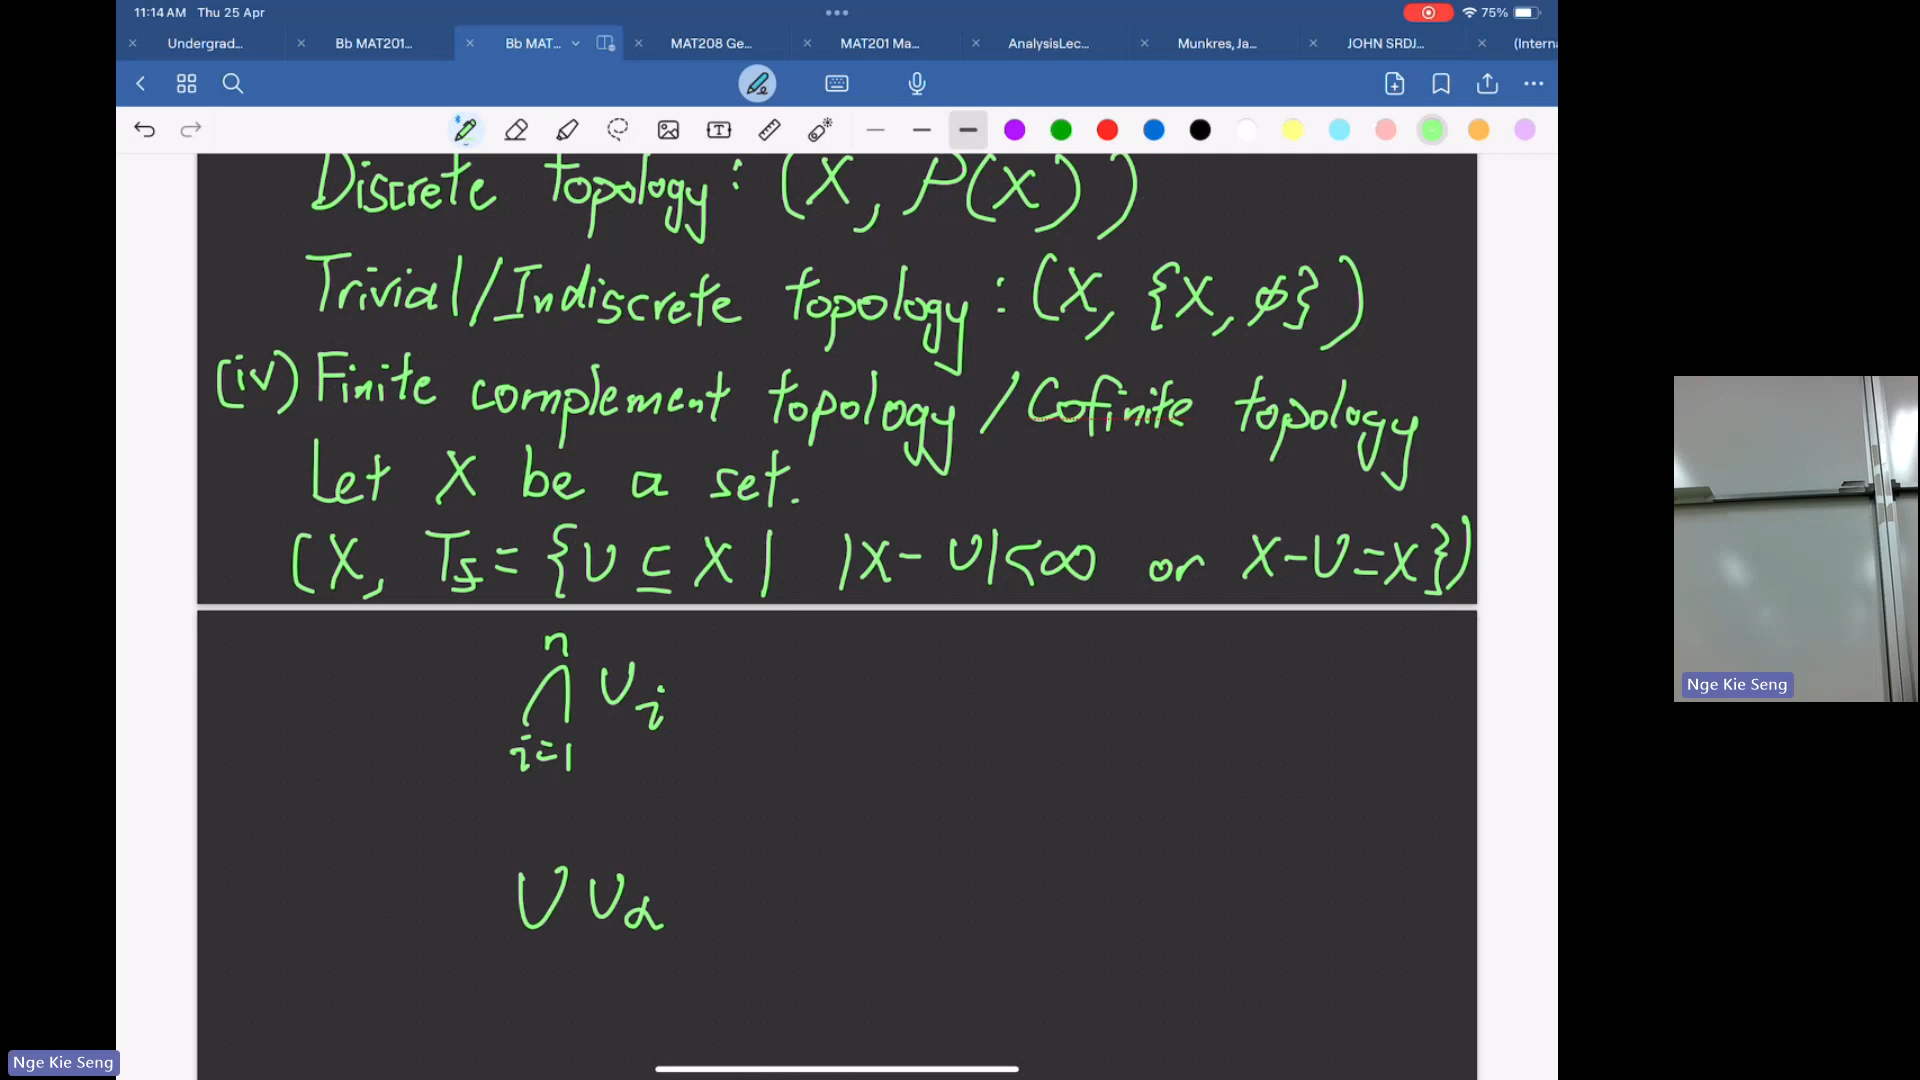 11:14 AM Thu 25 Apr
75%
Undergrad...
Bb MAT201...
Bb MAT...
MAT208 Ge...
MAT201 Ma...
AnalysisLec...
Munkres, Ja...
JOHN SRDJ...
(Interna
Discrete topology : (X, P(X))
Trivial/Indiscrete topology : (X, {X, ∅})
(iv) Finite complement topology / Cofinite topology
Let X be a set.
(X, T_f = {U ⊆ X | |X - U| < ∞ or X - U = X})
n
∩ U_i
i=1
∪ U_α
Nge Kie Seng
Nge Kie Seng